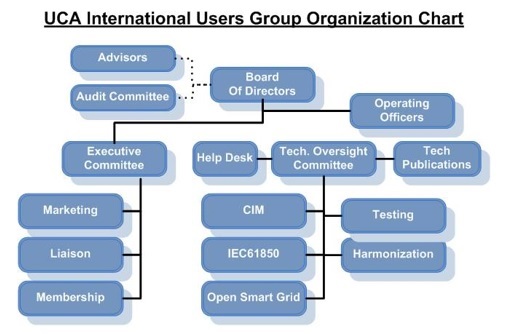 UCA International Users Group Organization Chart
Advisors
Audit Committee
Board
Of Directors
Operating
Officers
Executive
Committee
Help Desk
Tech. Oversight
Committee
Tech
Publications
Marketing
CIM
Testing
Liaison
IEC61850
Harmonization
Membership
Open Smart Grid